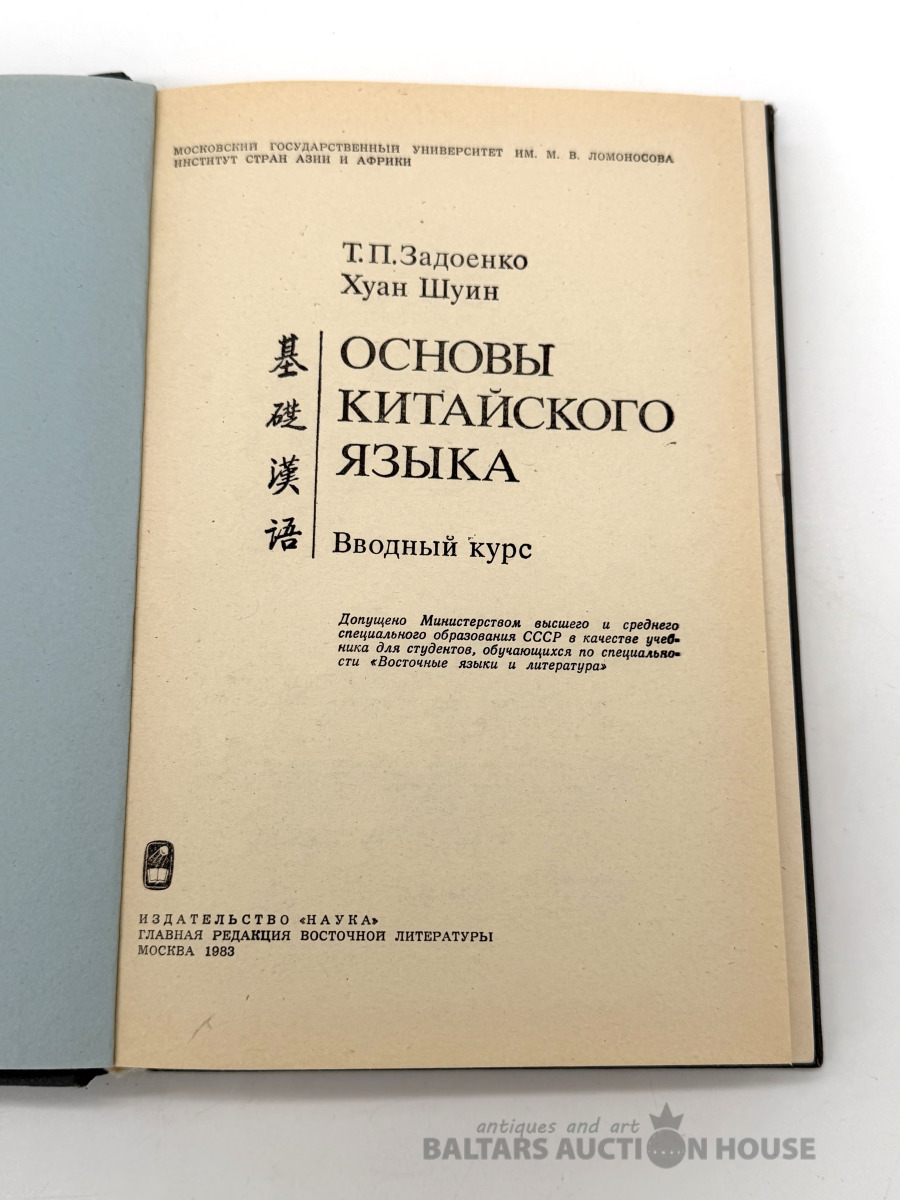 МОСКОВСКИЙ ГОСУДАРСТВЕННЫЙ УНИВЕРСИТЕТ ИМ. М. В. ЛОМОНОСОВА
ИНСТИТУТ СТРАН АЗИИ И АФРИКИ
Т. П. Задоенко
Хуан Шуин
基礎漢语
ОСНОВЫ
КИТАЙСКОГО
ЯЗЫКА
Вводный курс
Допущено Министерством высшего и среднего
специального образования СССР в качестве учеб-
ника для студентов, обучающихся по специально-
сти «Восточные языки и литература»
ИЗДАТЕЛЬСТВО «НАУКА»
ГЛАВНАЯ РЕДАКЦИЯ ВОСТОЧНОЙ ЛИТЕРАТУРЫ
МОСКВА 1983
antiques and art
BALTARS AUCTION HOUSE